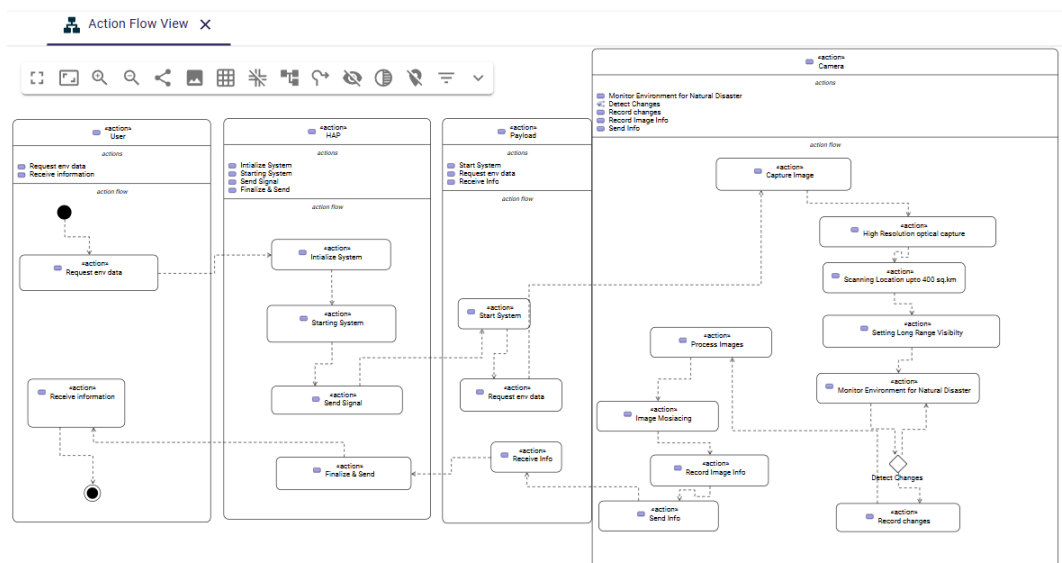 Action Flow View
«action»
User
actions
Request env data
Receive information
action flow
«action»
Request env data
«action»
Receive information
«action»
HAP
actions
Intialize System
Starting System
Send Signal
Finalize & Send
action flow
«action»
Intialize System
«action»
Starting System
«action»
Send Signal
«action»
Finalize & Send
«action»
Payload
actions
Start System
Request env data
Receive Info
action flow
«action»
Start System
«action»
Request env data
«action»
Receive Info
«action»
Camera
actions
Monitor Environment for Natural Disaster
Detect Changes
Record changes
Record Image Info
Send Info
action flow
«action»
Capture Image
«action»
High Resolution optical capture
«action»
Scanning Location upto 400 sq.km
«action»
Setting Long Range Visibilty
«action»
Monitor Environment for Natural Disaster
Detect Changes
«action»
Record changes
«action»
Process Images
«action»
Image Mosiacing
«action»
Record Image Info
«action»
Send Info